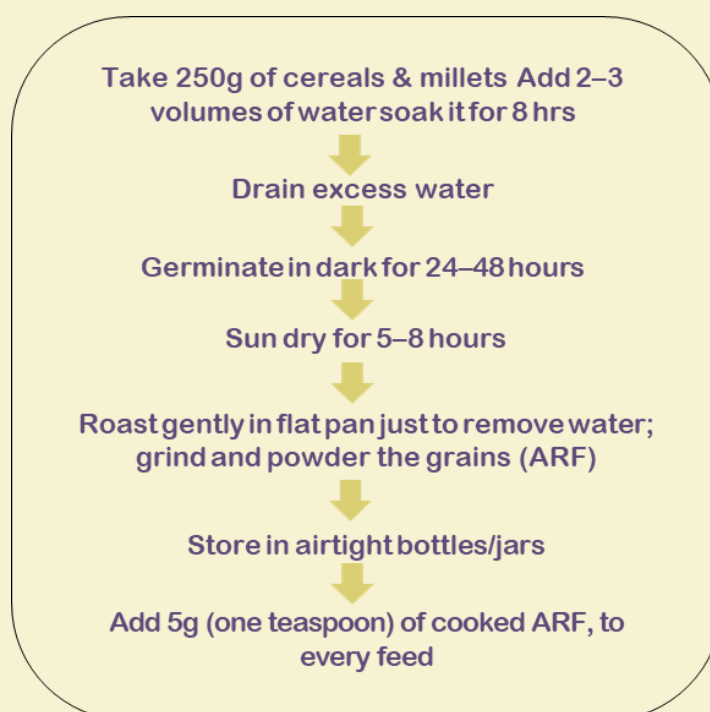 Take 250g of cereals & millets Add 2–3
volumes of water soak it for 8 hrs
Drain excess water
Germinate in dark for 24–48 hours
Sun dry for 5–8 hours
Roast gently in flat pan just to remove water;
grind and powder the grains (ARF)
Store in airtight bottles/jars
Add 5g (one teaspoon) of cooked ARF, to
every feed